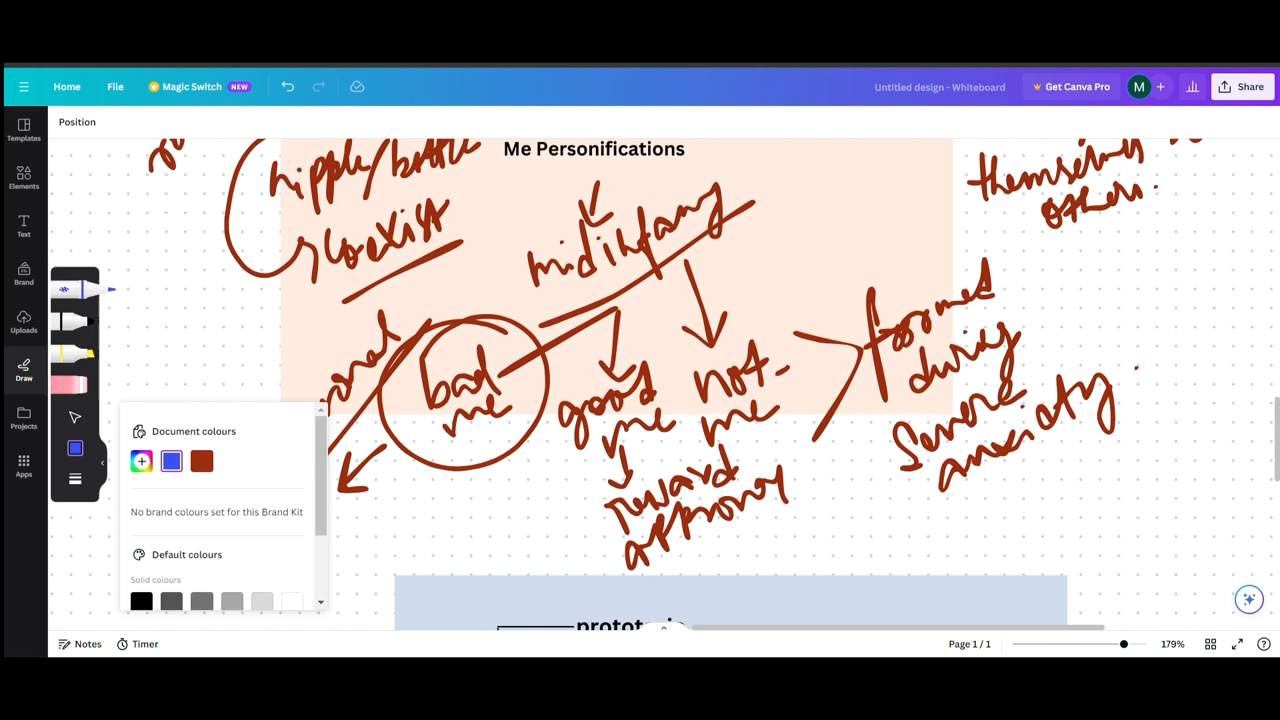 Home File Magic Switch NEW Untitled design - Whiteboard Get Canva Pro M + Share
Templates
Elements
Text
Brand
Uploads
Draw
Projects
Apps
Position
Me Personifications
nipple/bottle
coexist
midinfancy
themselves
others.
bad
me
good
me
not-
me
reward
approval
formed
during
Severe
anxiety
Document colours
No brand colours set for this Brand Kit
Default colours
Solid colours
Notes Timer Page 1 / 1 179%